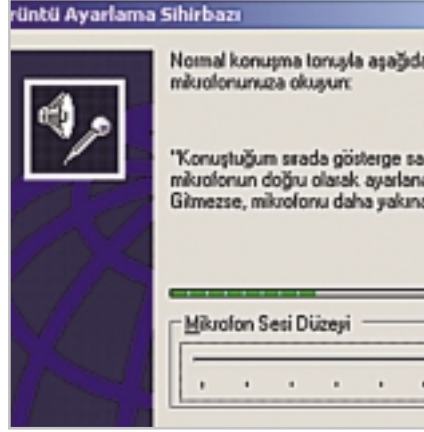 rüntü Ayarlama Sihirbazı
Normal konuşma tonuyla aşağıda
mikrofonunuza okuyun:
"Konuştuğum sırada gösterge sa
mikrofonun doğru olarak ayarlana
Gitmezse, mikrofonu daha yakına
Mikrofon Sesi Düzeyi